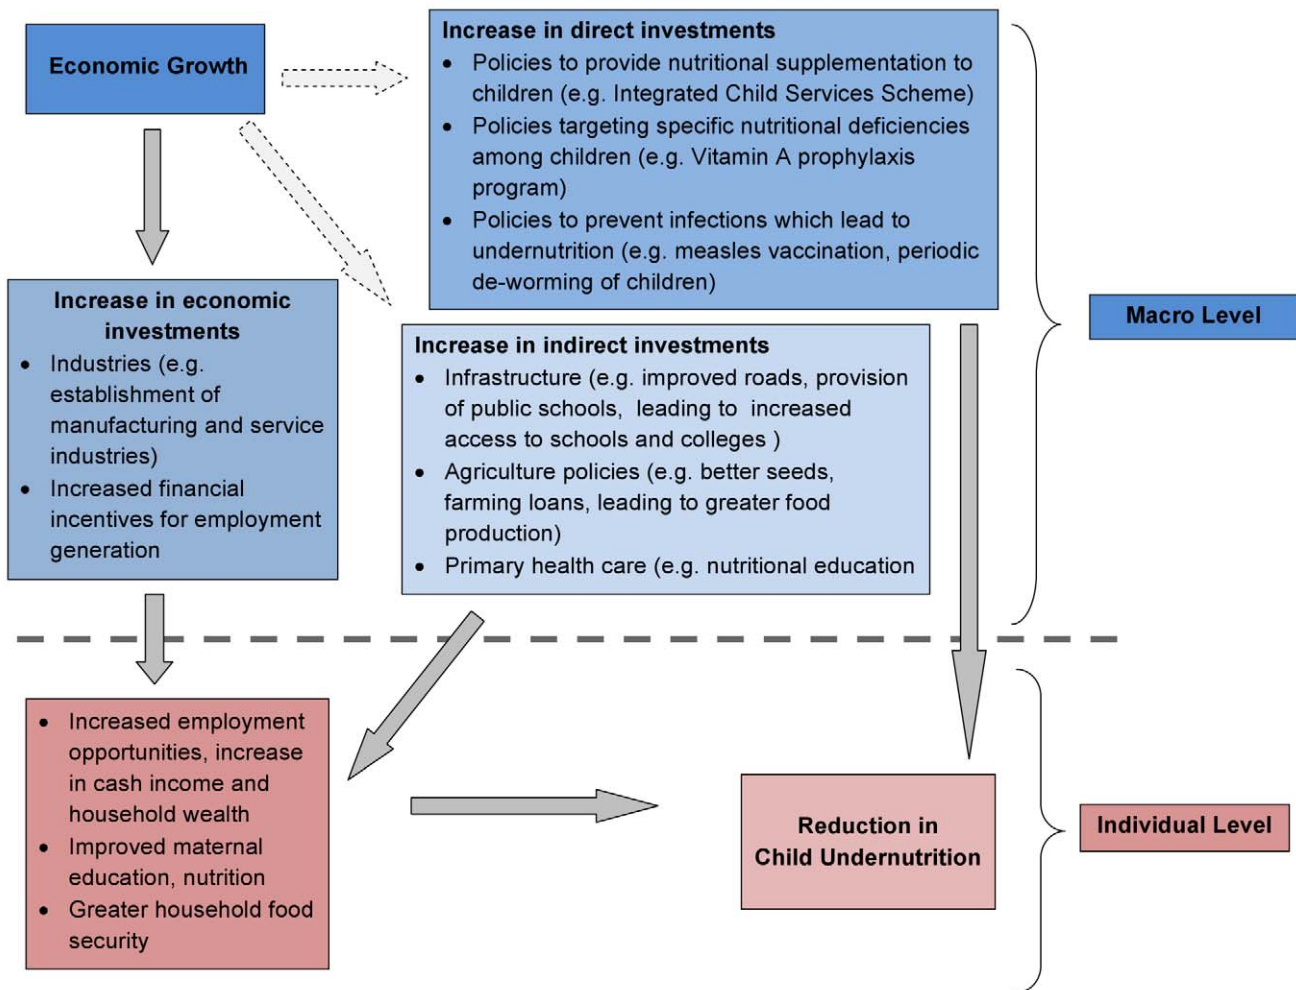 Economic Growth
Increase in direct investments
• Policies to provide nutritional supplementation to
children (e.g. Integrated Child Services Scheme)
• Policies targeting specific nutritional deficiencies
among children (e.g. Vitamin A prophylaxis
program)
• Policies to prevent infections which lead to
undernutrition (e.g. measles vaccination, periodic
de-worming of children)
Increase in economic
investments
• Industries (e.g.
establishment of
manufacturing and service
industries)
• Increased financial
incentives for employment
generation
Increase in indirect investments
• Infrastructure (e.g. improved roads, provision
of public schools, leading to increased
access to schools and colleges )
• Agriculture policies (e.g. better seeds,
farming loans, leading to greater food
production)
• Primary health care (e.g. nutritional education
Macro Level
• Increased employment
opportunities, increase
in cash income and
household wealth
• Improved maternal
education, nutrition
• Greater household food
security
Reduction in
Child Undernutrition
Individual Level